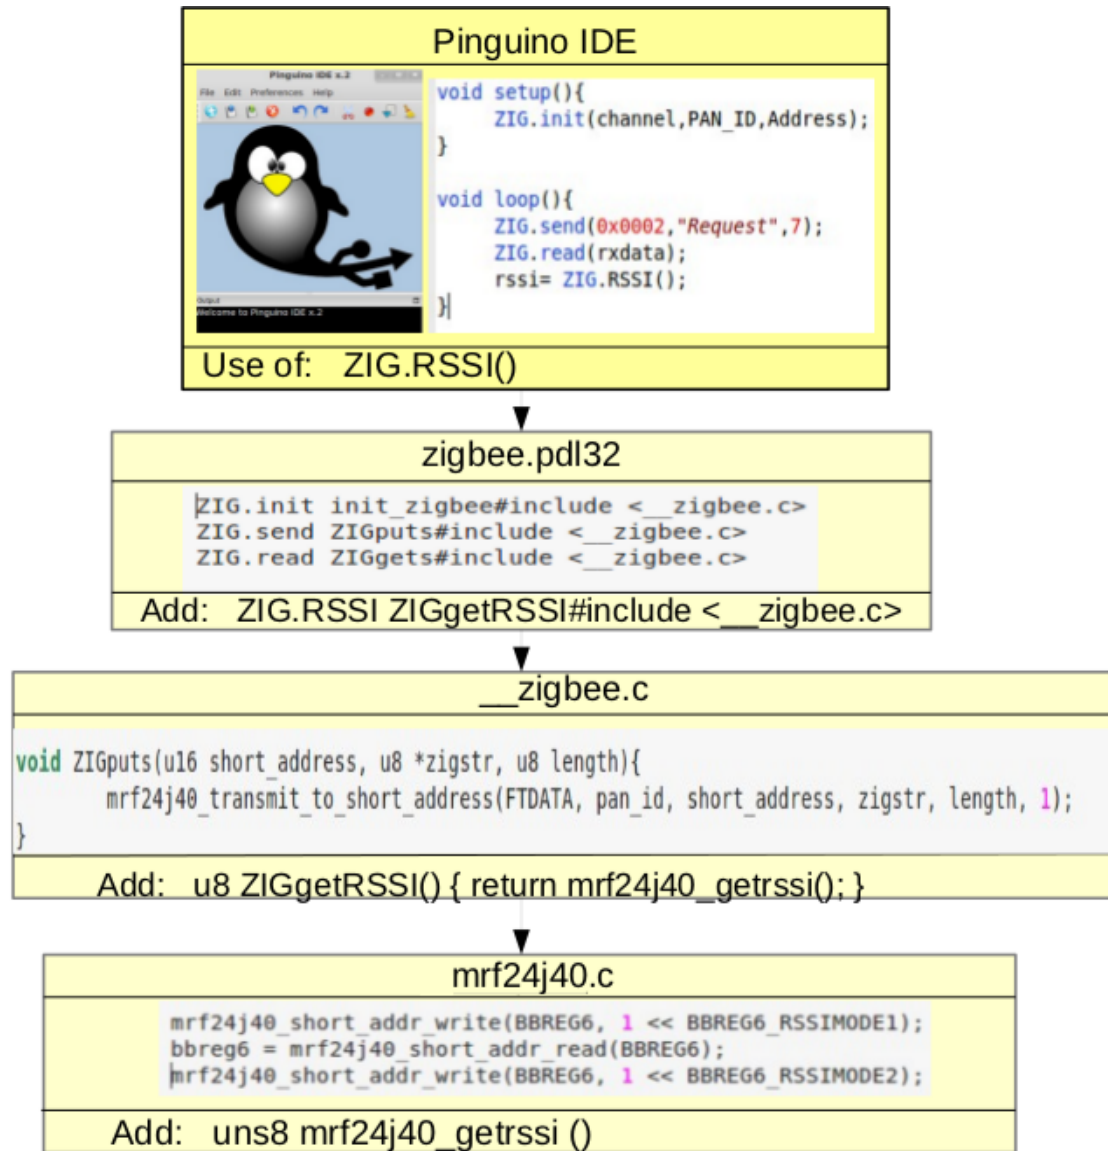 Pinguino IDE
Pinguino IDE x.2
File Edit Preferences Help
void setup(){
ZIG.init(channel,PAN_ID,Address);
}
void loop(){
ZIG.send(0x0002,"Request",7);
ZIG.read(rxdata);
rssi= ZIG.RSSI();
}
Output
Welcome to Pinguino IDE x.2
Use of: ZIG.RSSI()
zigbee.pdl32
ZIG.init init_zigbee#include <__zigbee.c>
ZIG.send ZIGputs#include <__zigbee.c>
ZIG.read ZIGgets#include <__zigbee.c>
Add: ZIG.RSSI ZIGgetRSSI#include <__zigbee.c>
__zigbee.c
void ZIGputs(u16 short_address, u8 *zigstr, u8 length){
mrf24j40_transmit_to_short_address(FTDATA, pan_id, short_address, zigstr, length, 1);
}
Add: u8 ZIGgetRSSI() { return mrf24j40_getrssi(); }
mrf24j40.c
mrf24j40_short_addr_write(BBREG6, 1 << BBREG6_RSSIMODE1);
bbreg6 = mrf24j40_short_addr_read(BBREG6);
mrf24j40_short_addr_write(BBREG6, 1 << BBREG6_RSSIMODE2);
Add: uns8 mrf24j40_getrssi ()